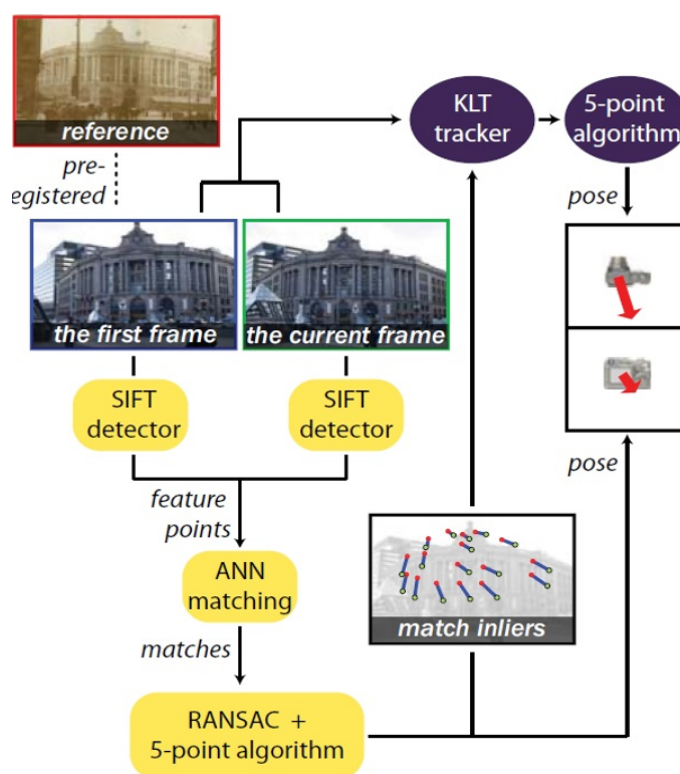 reference
pre-
egistered
KLT
tracker
5-point
algorithm
pose
the first frame
the current frame
SIFT
detector
SIFT
detector
pose
feature
points
ANN
matching
match inliers
matches
RANSAC +
5-point algorithm